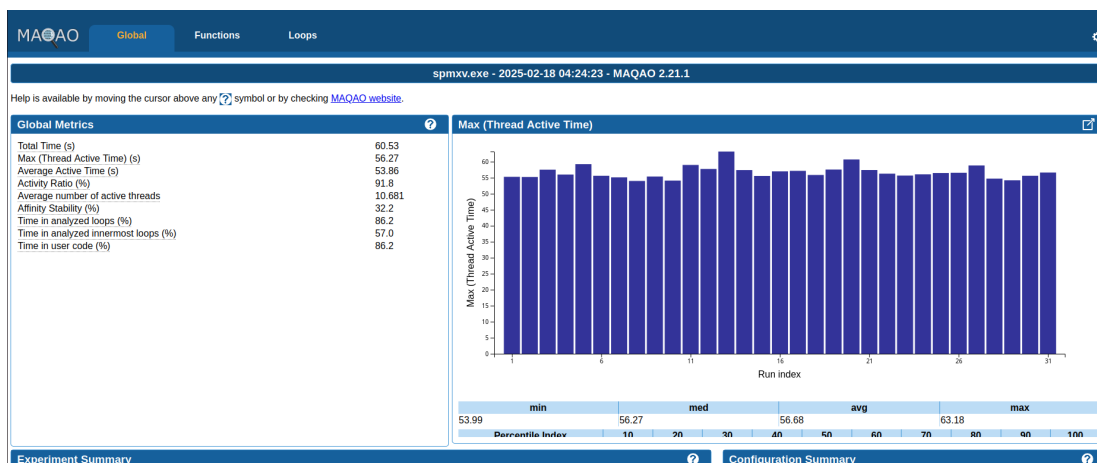 MAQAO Global Functions Loops
spmxv.exe - 2025-02-18 04:24:23 - MAQAO 2.21.1
Help is available by moving the cursor above any ? symbol or by checking MAQAO website.
Global Metrics ?
Total Time (s) 60.53
Max (Thread Active Time) (s) 56.27
Average Active Time (s) 53.86
Activity Ratio (%) 91.8
Average number of active threads 10.681
Affinity Stability (%) 32.2
Time in analyzed loops (%) 86.2
Time in analyzed innermost loops (%) 57.0
Time in user code (%) 86.2
Max (Thread Active Time)
60
55
50
45
40
35
30
25
20
15
10
5
0
Max (Thread Active Time)
1 6 11 16 21 26 31
Run index
min med avg max
53.99 56.27 56.68 63.18
Percentile Index 10 20 30 40 50 60 70 80 90 100
Experiment Summary ?
Configuration Summary ?